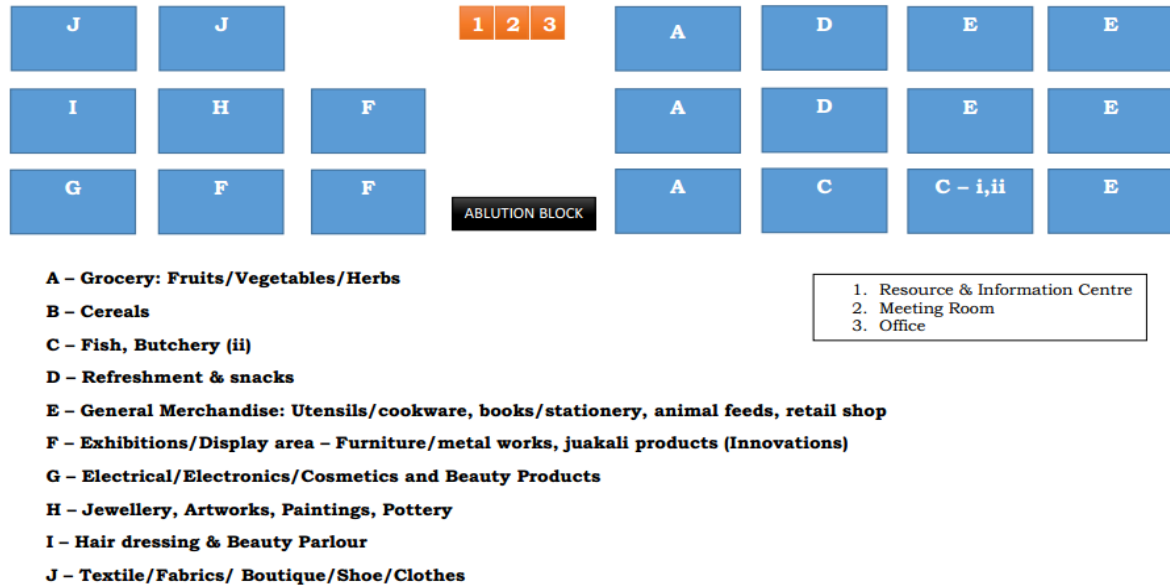 J J 1 2 3 A D E E
I H F A D E E
G F F ABLUTION BLOCK A C C – i,ii E
A – Grocery: Fruits/Vegetables/Herbs
B – Cereals
C – Fish, Butchery (ii)
D – Refreshment & snacks
E – General Merchandise: Utensils/cookware, books/stationery, animal feeds, retail shop
F – Exhibitions/Display area – Furniture/metal works, juakali products (Innovations)
G – Electrical/Electronics/Cosmetics and Beauty Products
H – Jewellery, Artworks, Paintings, Pottery
I – Hair dressing & Beauty Parlour
J – Textile/Fabrics/ Boutique/Shoe/Clothes
1. Resource & Information Centre
2. Meeting Room
3. Office